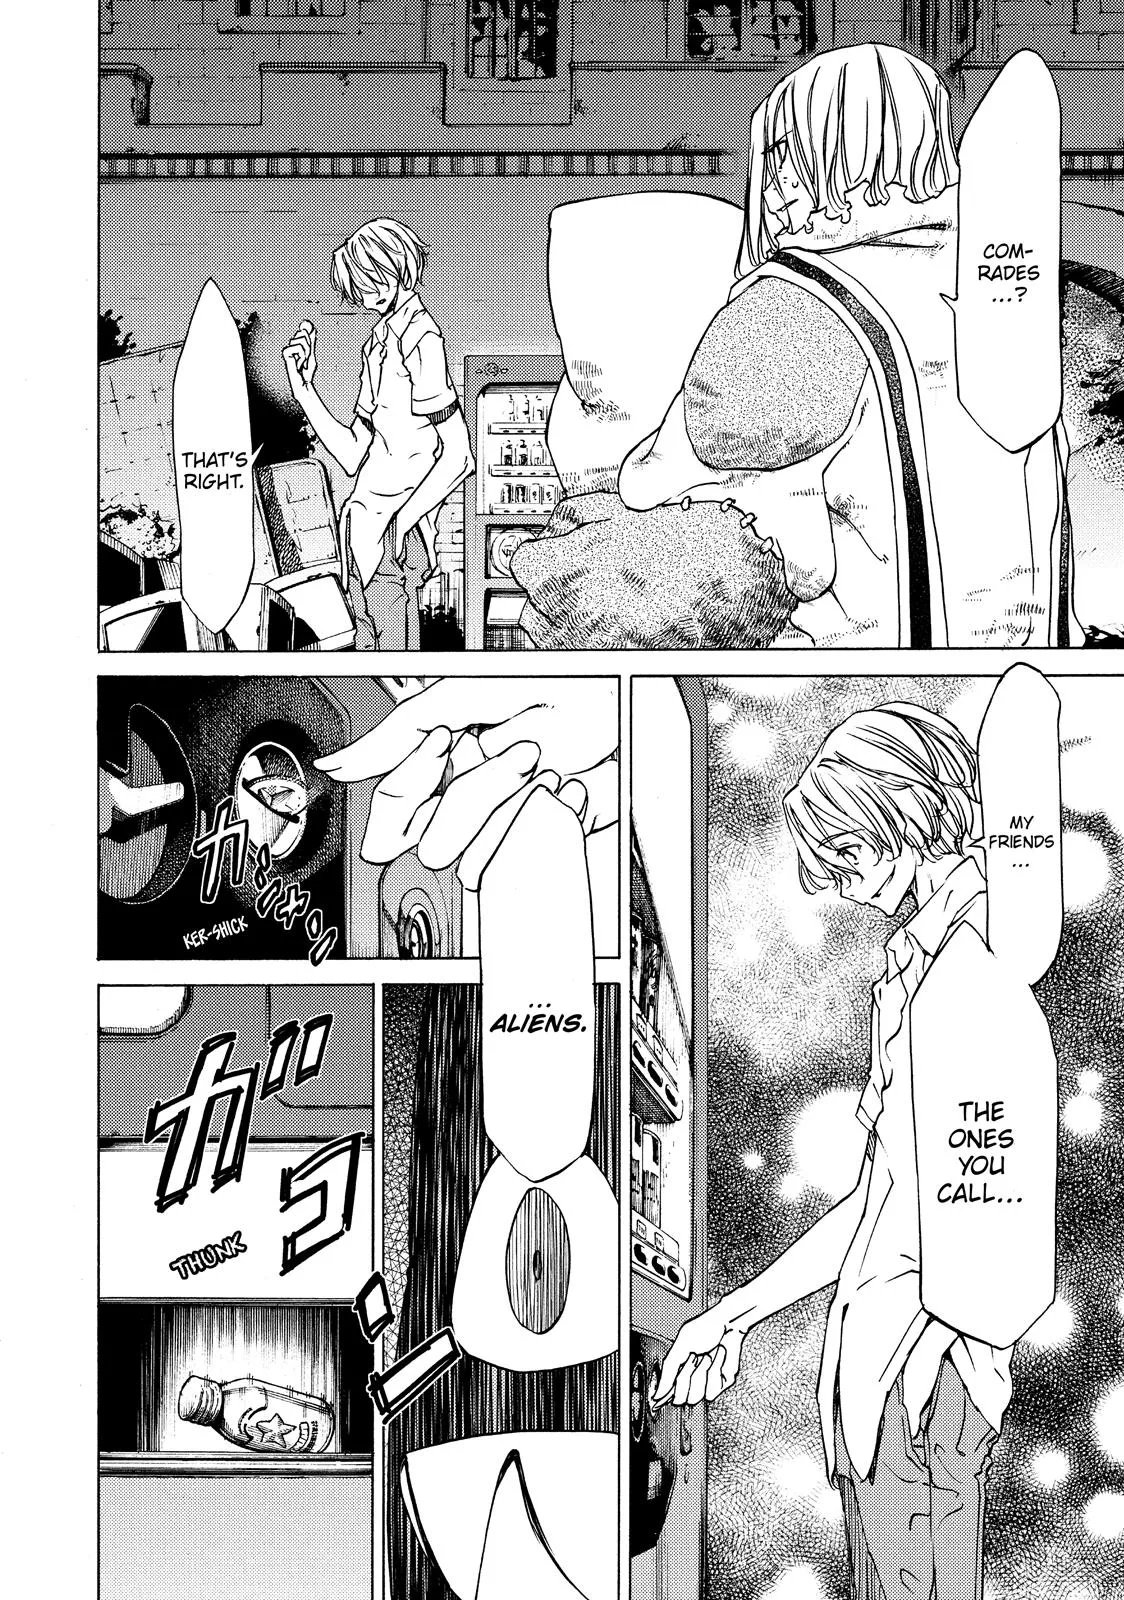 COM-
RADES
...?
THAT'S
RIGHT.
MY
FRIENDS
...
THE
ONES
YOU
CALL...
カシャン
KER-SHICK
...
ALIENS.
ガコン
THUNK